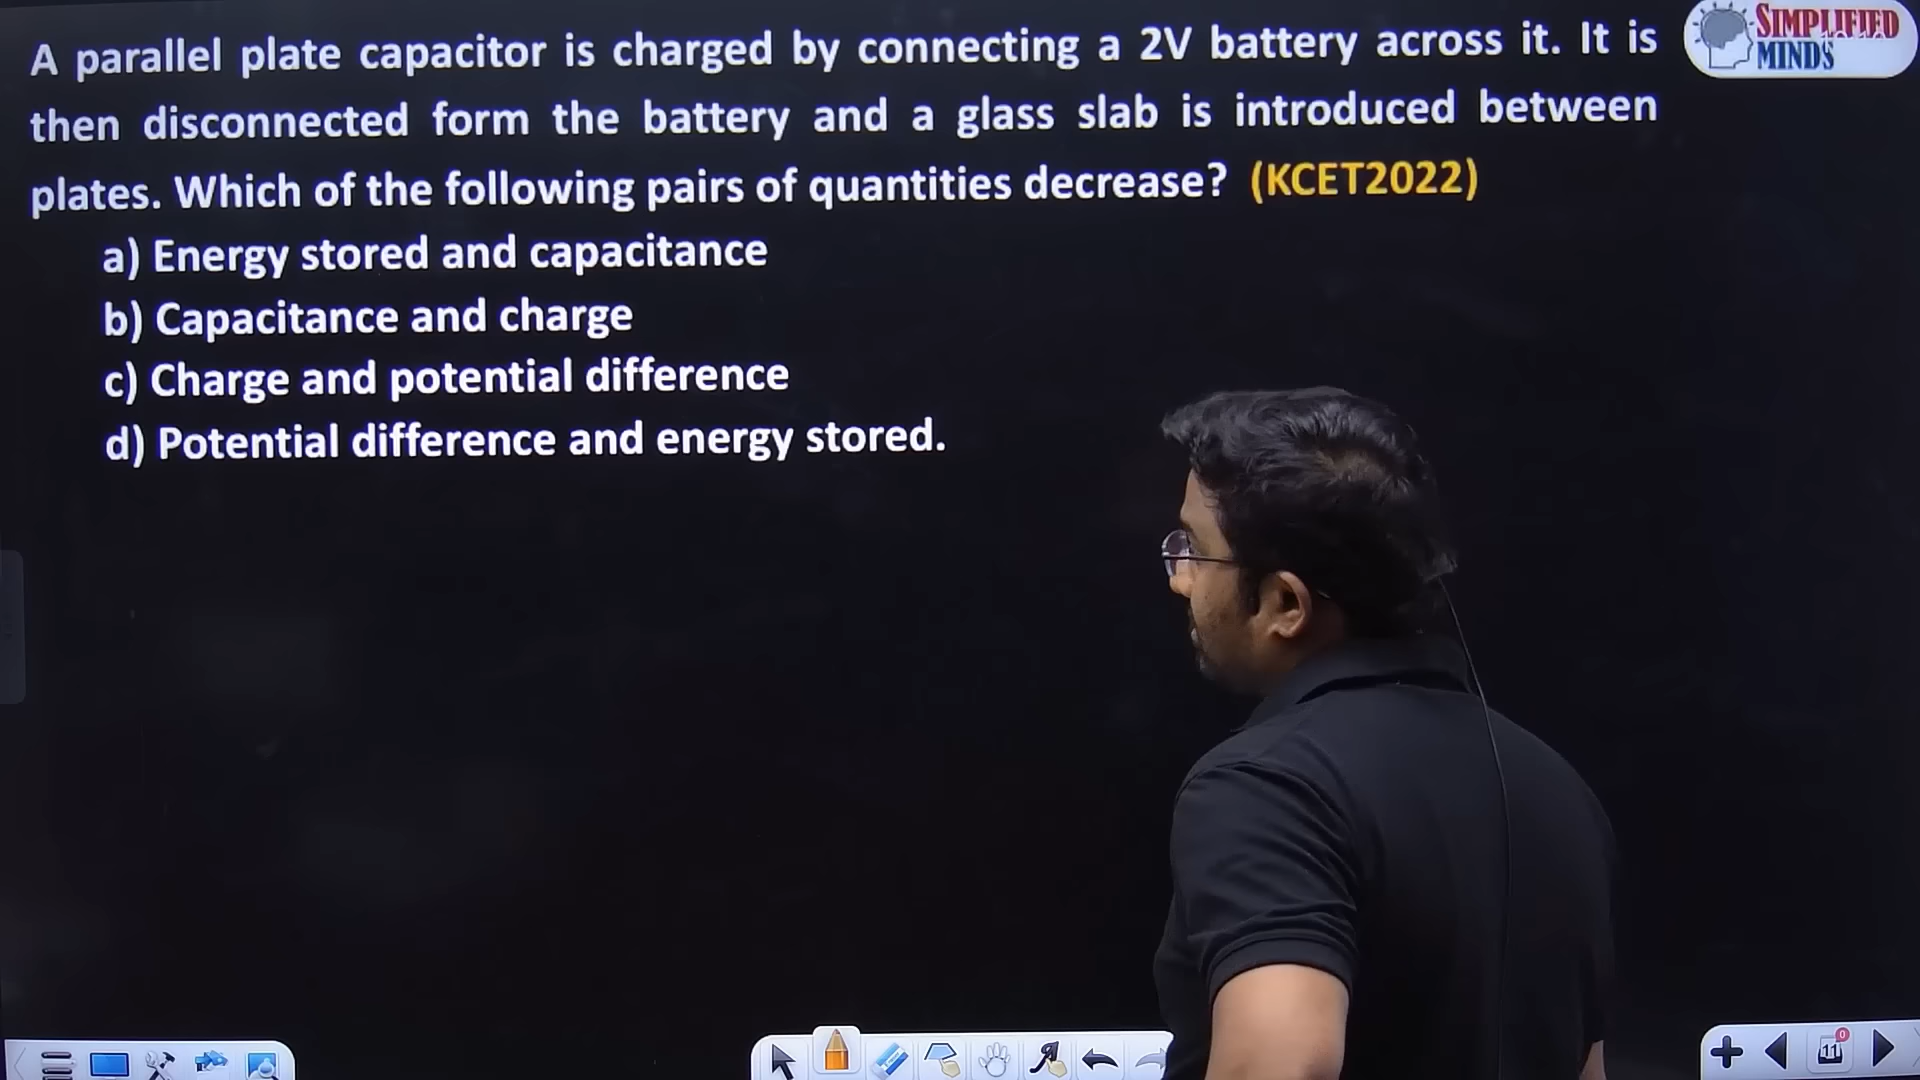 A parallel plate capacitor is charged by connecting a 2V battery across it. It is
then disconnected form the battery and a glass slab is introduced between
plates. Which of the following pairs of quantities decrease? (KCET2022)
a) Energy stored and capacitance
b) Capacitance and charge
c) Charge and potential difference
d) Potential difference and energy stored.
SIMPLIFIED
MINDS
11
0